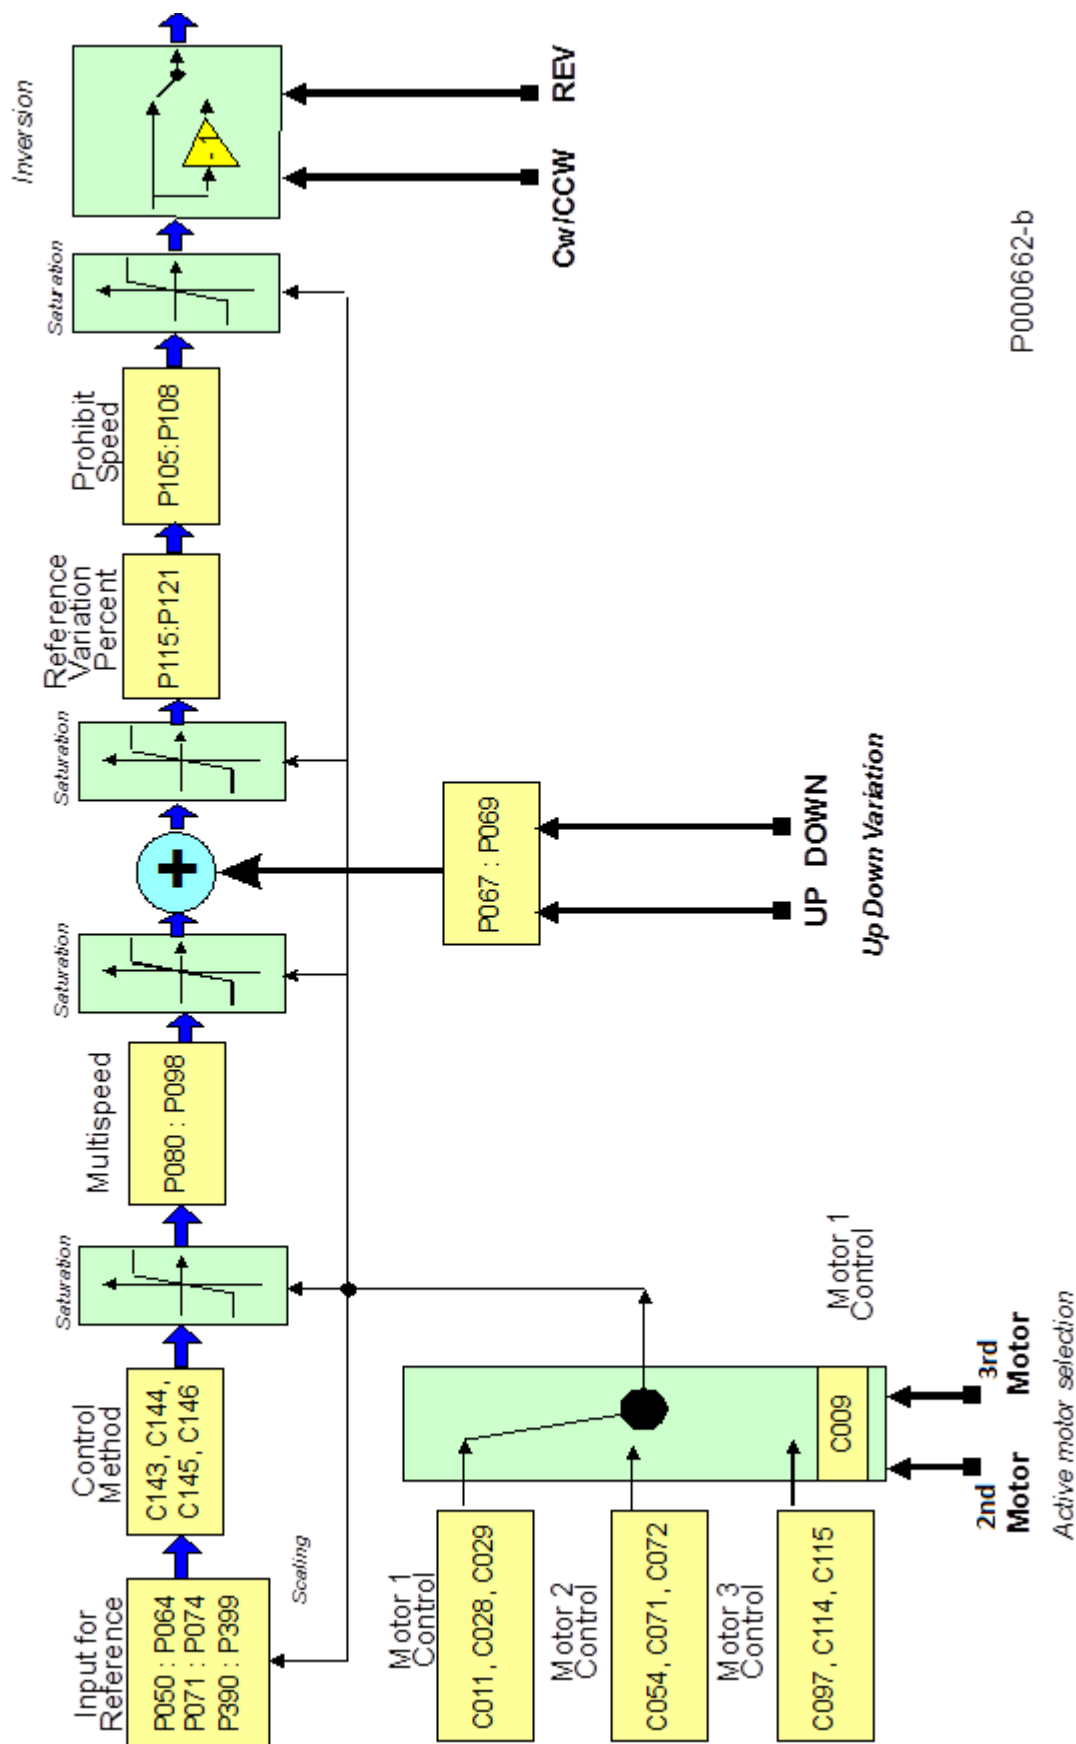 Input for
Reference
P050 : P064
P071 : P074
P390 : P399
Scaling
Control
Method
C143, C144,
C145, C146
Saturation
Multispeed
P080 : P098
Saturation
+
Saturation
Reference
Variation
Percent
P115:P121
Prohibit
Speed
P105:P108
Saturation
Inversion
-1
Cw/CCW
REV
P067 : P069
UP
DOWN
Up Down Variation
Motor 1
Control
C011, C028, C029
Motor 2
Control
C054, C071, C072
Motor 3
Control
C097, C114, C115
C009
Motor 1
Control
2nd
Motor
3rd
Motor
Active motor selection
P000662-b